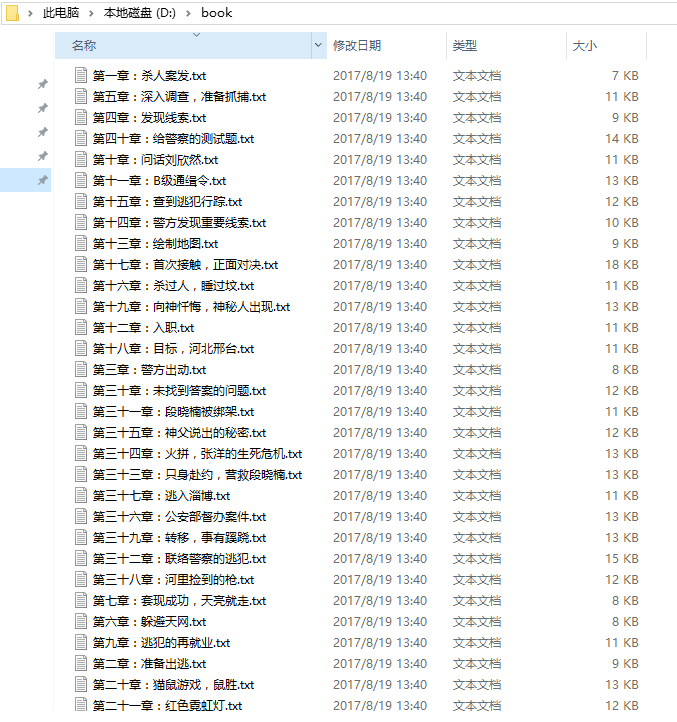 此电脑 › 本地磁盘 (D:) › book
名称 修改日期 类型 大小
第一章：杀人案发.txt 2017/8/19 13:40 文本文档 7 KB
第五章：深入调查，准备抓捕.txt 2017/8/19 13:40 文本文档 11 KB
第四章：发现线索.txt 2017/8/19 13:40 文本文档 9 KB
第四十章：给警察的测试题.txt 2017/8/19 13:40 文本文档 14 KB
第十章：问话刘欣然.txt 2017/8/19 13:40 文本文档 11 KB
第十一章：B级通缉令.txt 2017/8/19 13:40 文本文档 13 KB
第十五章：查到逃犯行踪.txt 2017/8/19 13:40 文本文档 12 KB
第十四章：警方发现重要线索.txt 2017/8/19 13:40 文本文档 10 KB
第十三章：绘制地图.txt 2017/8/19 13:40 文本文档 9 KB
第十七章：首次接触，正面对决.txt 2017/8/19 13:40 文本文档 18 KB
第十六章：杀过人，睡过坟.txt 2017/8/19 13:40 文本文档 11 KB
第十九章：向神忏悔，神秘人出现.txt 2017/8/19 13:40 文本文档 13 KB
第十二章：入职.txt 2017/8/19 13:40 文本文档 11 KB
第十八章：目标，河北邢台.txt 2017/8/19 13:40 文本文档 11 KB
第三章：警方出动.txt 2017/8/19 13:40 文本文档 8 KB
第三十章：未找到答案的问题.txt 2017/8/19 13:40 文本文档 12 KB
第三十一章：段晓楠被绑架.txt 2017/8/19 13:40 文本文档 11 KB
第三十五章：神父说出的秘密.txt 2017/8/19 13:40 文本文档 12 KB
第三十四章：火拼，张洋的生死危机.txt 2017/8/19 13:40 文本文档 13 KB
第三十三章：只身赴约，营救段晓楠.txt 2017/8/19 13:40 文本文档 13 KB
第三十七章：逃入淄博.txt 2017/8/19 13:40 文本文档 11 KB
第三十六章：公安部督办案件.txt 2017/8/19 13:40 文本文档 13 KB
第三十九章：转移，事有蹊跷.txt 2017/8/19 13:40 文本文档 13 KB
第三十二章：联络警察的逃犯.txt 2017/8/19 13:40 文本文档 15 KB
第三十八章：河里捡到的枪.txt 2017/8/19 13:40 文本文档 12 KB
第七章：套现成功，天亮就走.txt 2017/8/19 13:40 文本文档 8 KB
第六章：躲避天网.txt 2017/8/19 13:40 文本文档 8 KB
第九章：逃犯的再就业.txt 2017/8/19 13:40 文本文档 11 KB
第二章：准备出逃.txt 2017/8/19 13:40 文本文档 9 KB
第二十章：猫鼠游戏，鼠胜.txt 2017/8/19 13:40 文本文档 13 KB
第二十一章：红色霓虹灯.txt 2017/8/19 13:40 文本文档 12 KB